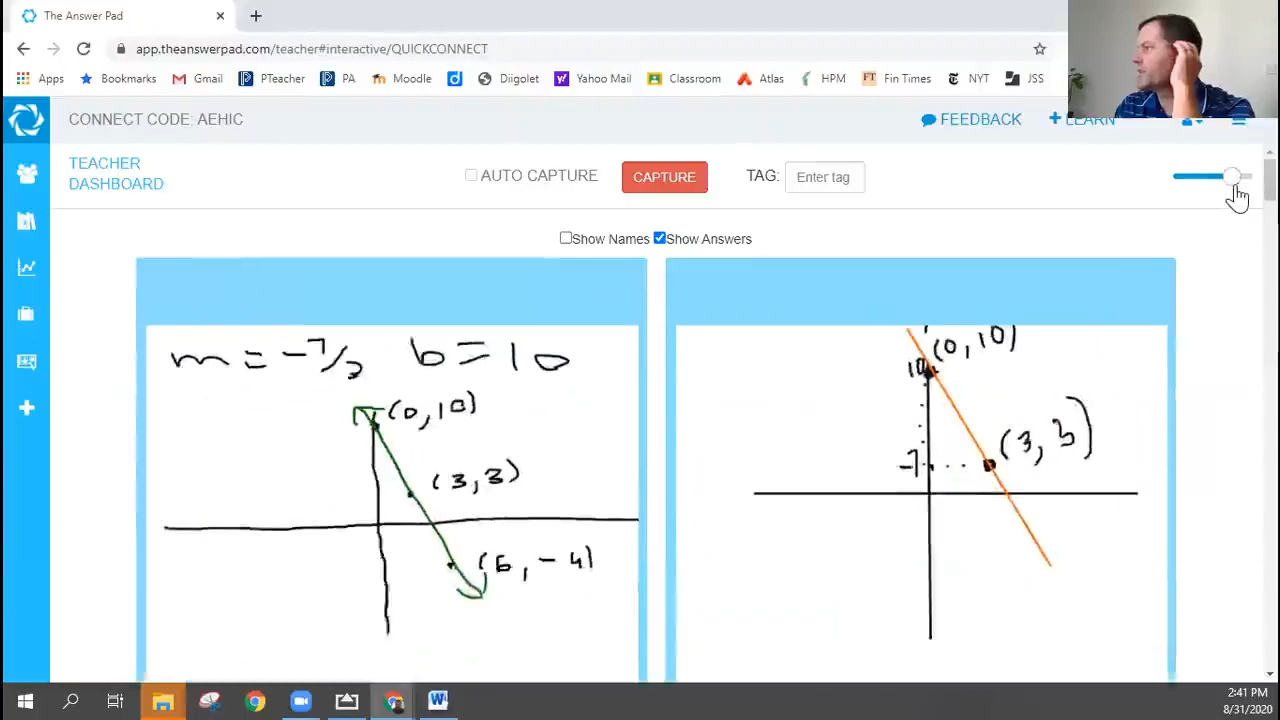 The Answer Pad
app.theanswerpad.com/teacher#interactive/QUICKCONNECT
Apps Bookmarks Gmail PTeacher PA Moodle Diigolet Yahoo Mail Classroom Atlas HPM FT Fin Times NYT JSS
CONNECT CODE: AEHIC FEEDBACK LEARN
TEACHER
DASHBOARD
AUTO CAPTURE CAPTURE TAG: Enter tag
Show Names Show Answers
m = -7/3 b = 10
(0, 10)
(3, 3)
(6, -4)
(0, 10)
10
(3, 3)
-7
2:41 PM
8/31/2020